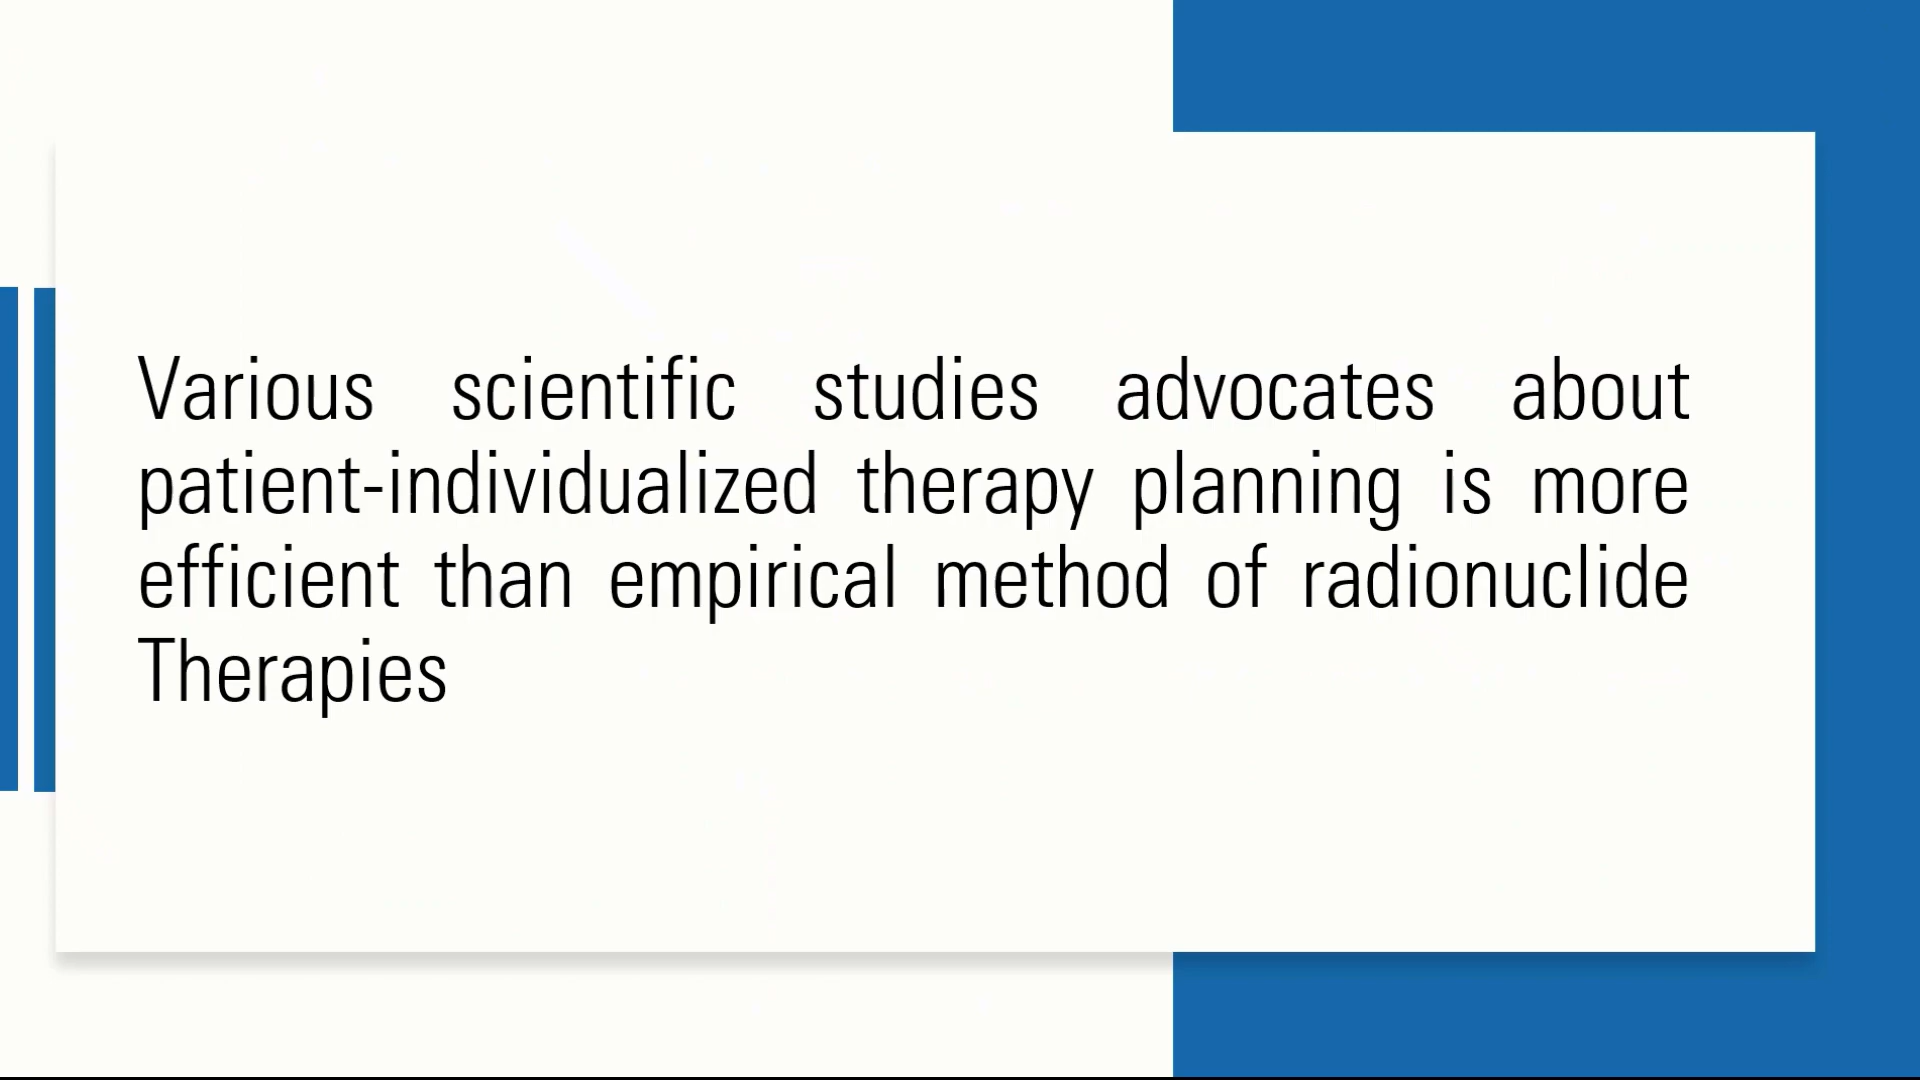 Various scientific studies advocates about
patient-individualized therapy planning is more
efficient than empirical method of radionuclide
Therapies